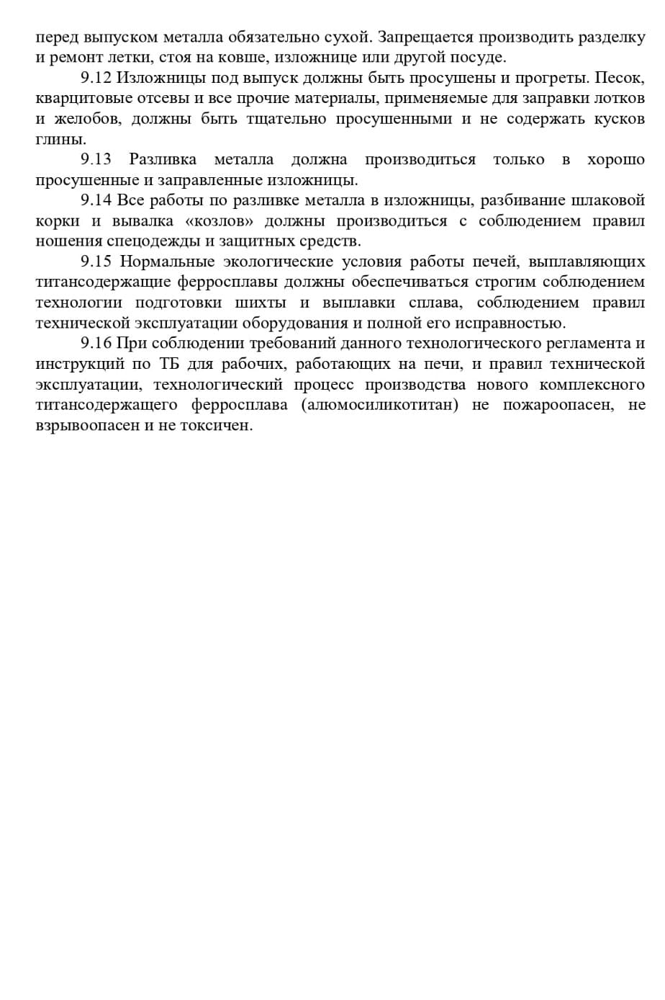 перед выпуском металла обязательно сухой. Запрещается производить разделку
и ремонт летки, стоя на ковше, изложнице или другой посуде.
9.12 Изложницы под выпуск должны быть просушены и прогреты. Песок,
кварцитовые отсевы и все прочие материалы, применяемые для заправки лотков
и желобов, должны быть тщательно просушенными и не содержать кусков
глины.
9.13 Разливка металла должна производиться только в хорошо
просушенные и заправленные изложницы.
9.14 Все работы по разливке металла в изложницы, разбивание шлаковой
корки и вывалка «козлов» должны производиться с соблюдением правил
ношения спецодежды и защитных средств.
9.15 Нормальные экологические условия работы печей, выплавляющих
титансодержащие ферросплавы должны обеспечиваться строгим соблюдением
технологии подготовки шихты и выплавки сплава, соблюдением правил
технической эксплуатации оборудования и полной его исправностью.
9.16 При соблюдении требований данного технологического регламента и
инструкций по ТБ для рабочих, работающих на печи, и правил технической
эксплуатации, технологический процесс производства нового комплексного
титансодержащего ферросплава (алюмосиликотитан) не пожароопасен, не
взрывоопасен и не токсичен.